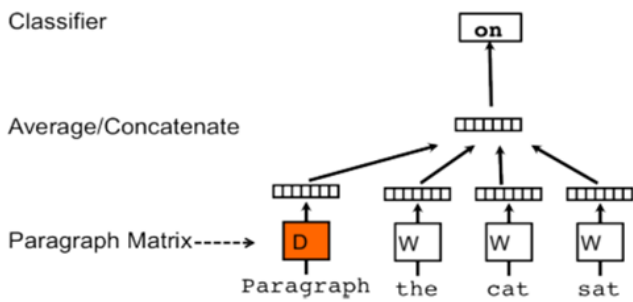 Classifier
on
Average/Concatenate
Paragraph Matrix
D W W W
Paragraph the cat sat